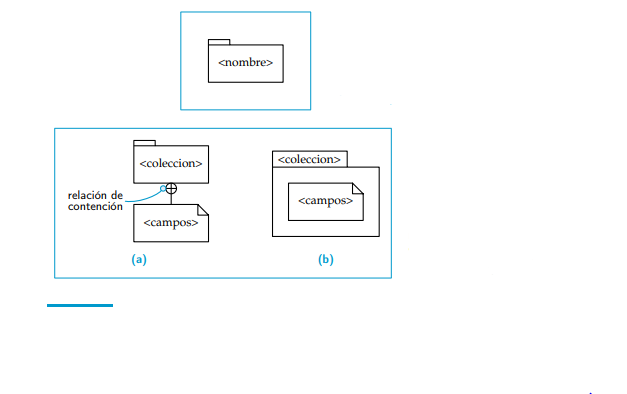 <nombre>
<coleccion>
<coleccion>
relación de
contención
<campos>
<campos>
(a)
(b)